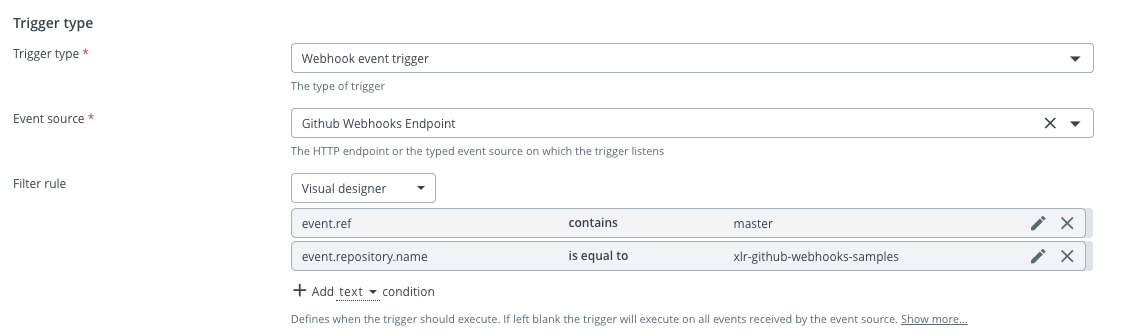 Trigger type
Trigger type *
Webhook event trigger
The type of trigger
Event source *
Github Webhooks Endpoint
The HTTP endpoint or the typed event source on which the trigger listens
Filter rule
Visual designer
event.ref contains master
event.repository.name is equal to xlr-github-webhooks-samples
+ Add text condition
Defines when the trigger should execute. If left blank the trigger will execute on all events received by the event source. Show more...